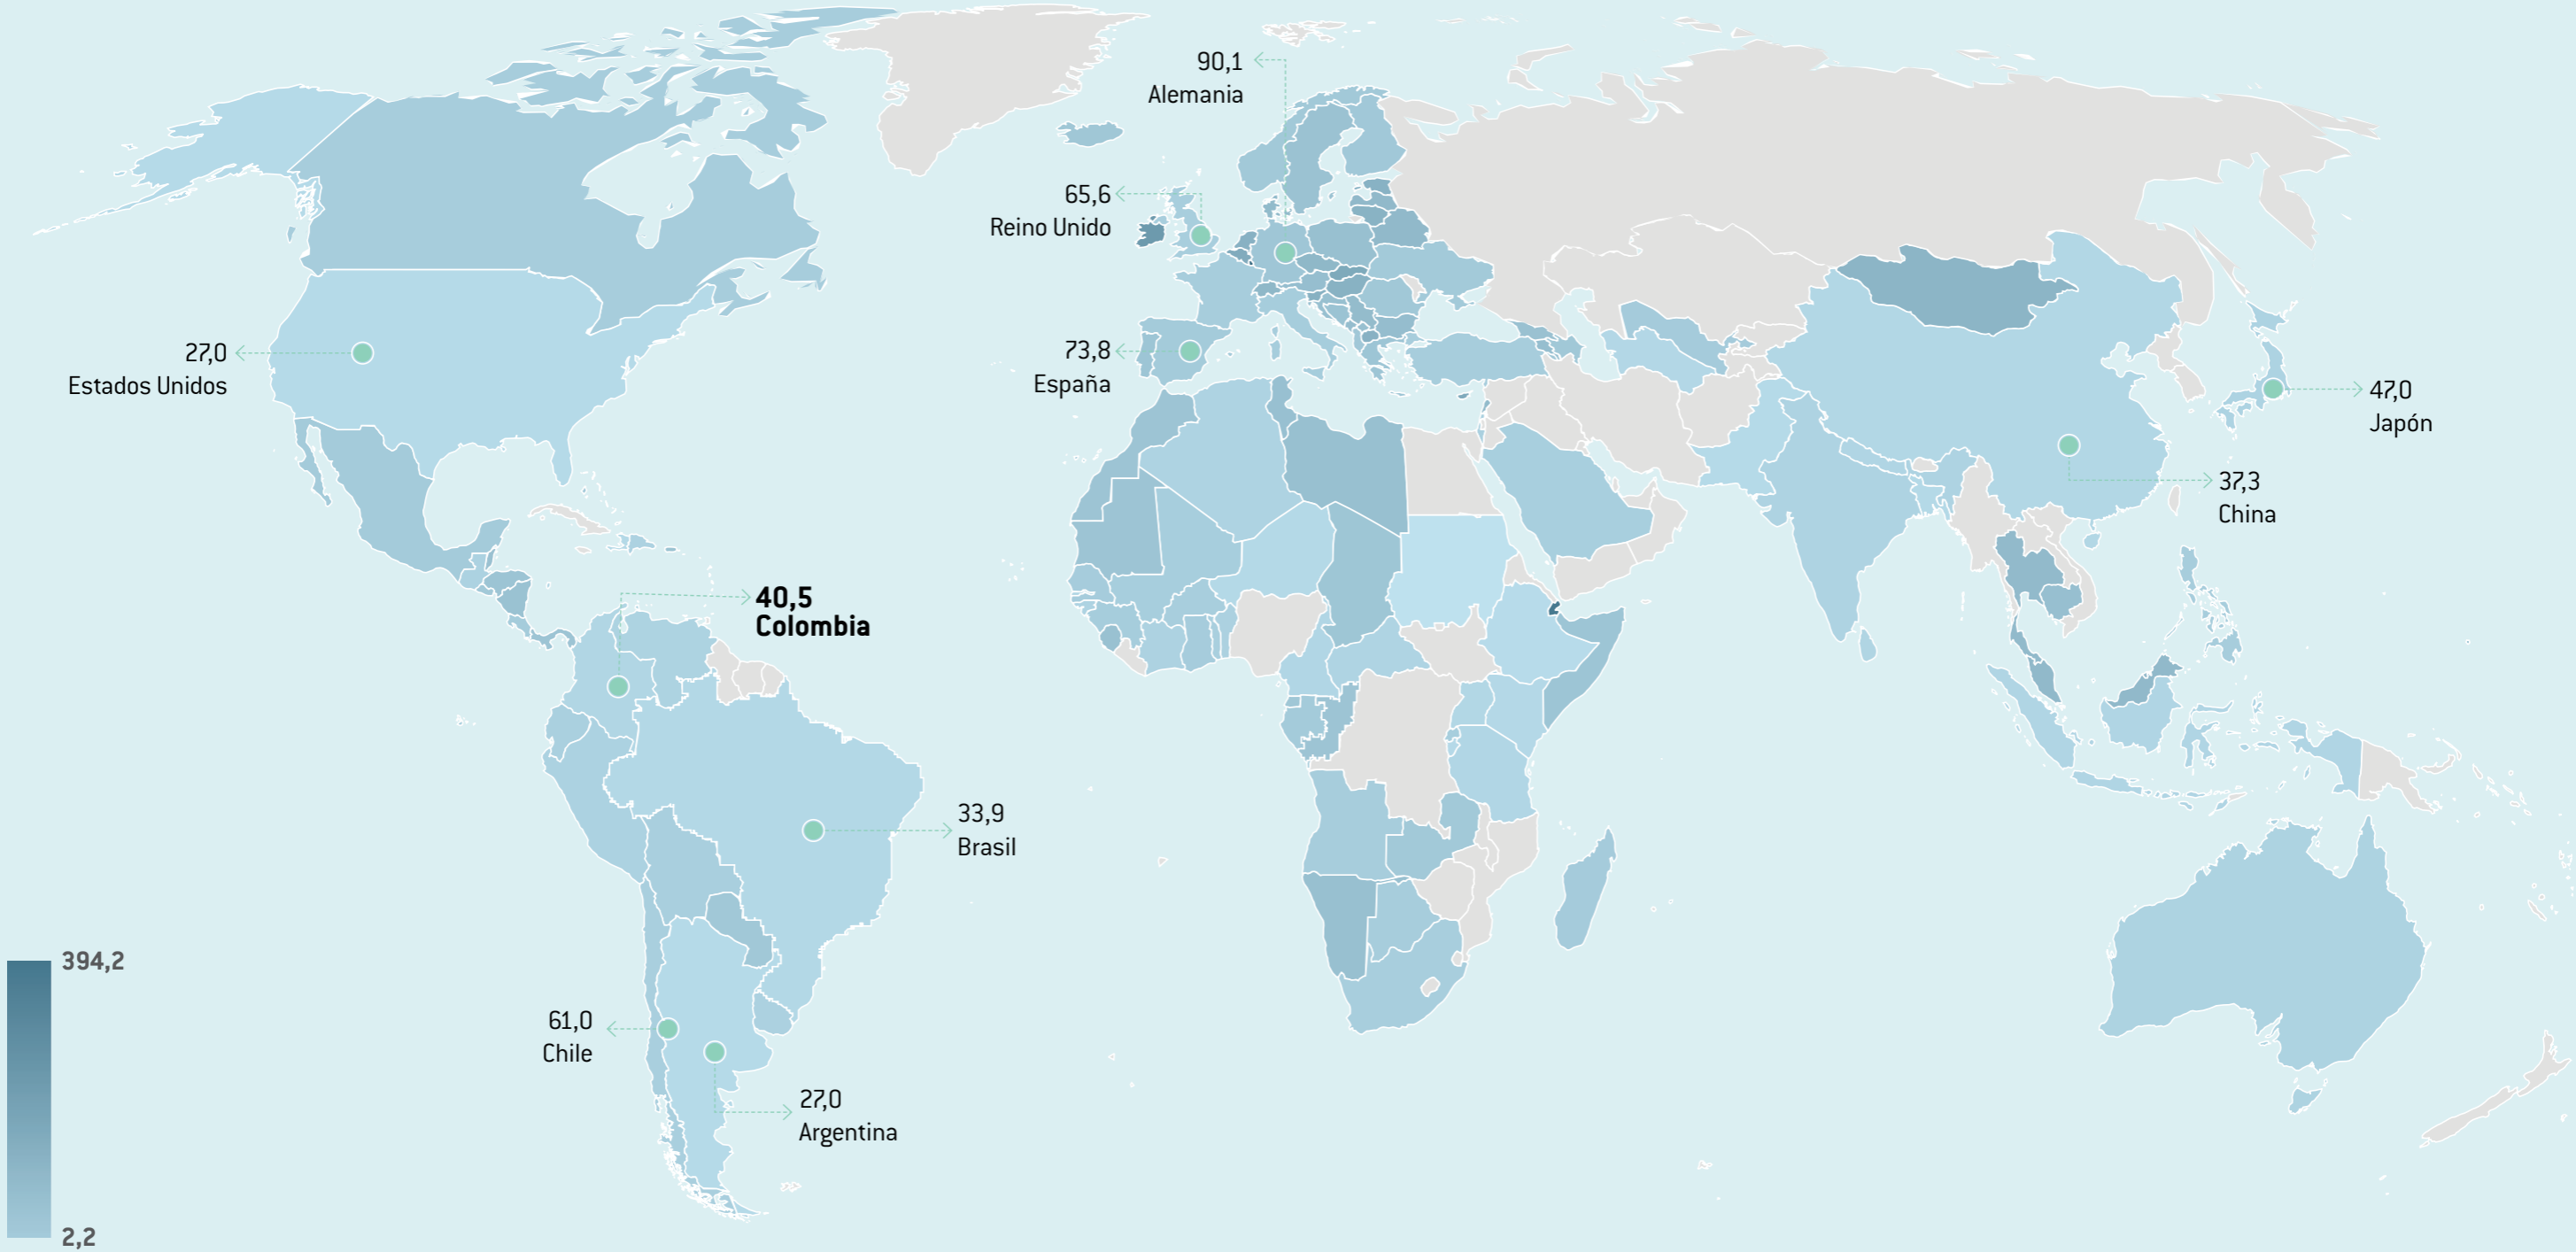 90,1
Alemania
65,6
Reino Unido
27,0
Estados Unidos
73,8
España
47,0
Japón
37,3
China
40,5
Colombia
33,9
Brasil
394,2
61,0
Chile
27,0
Argentina
2,2